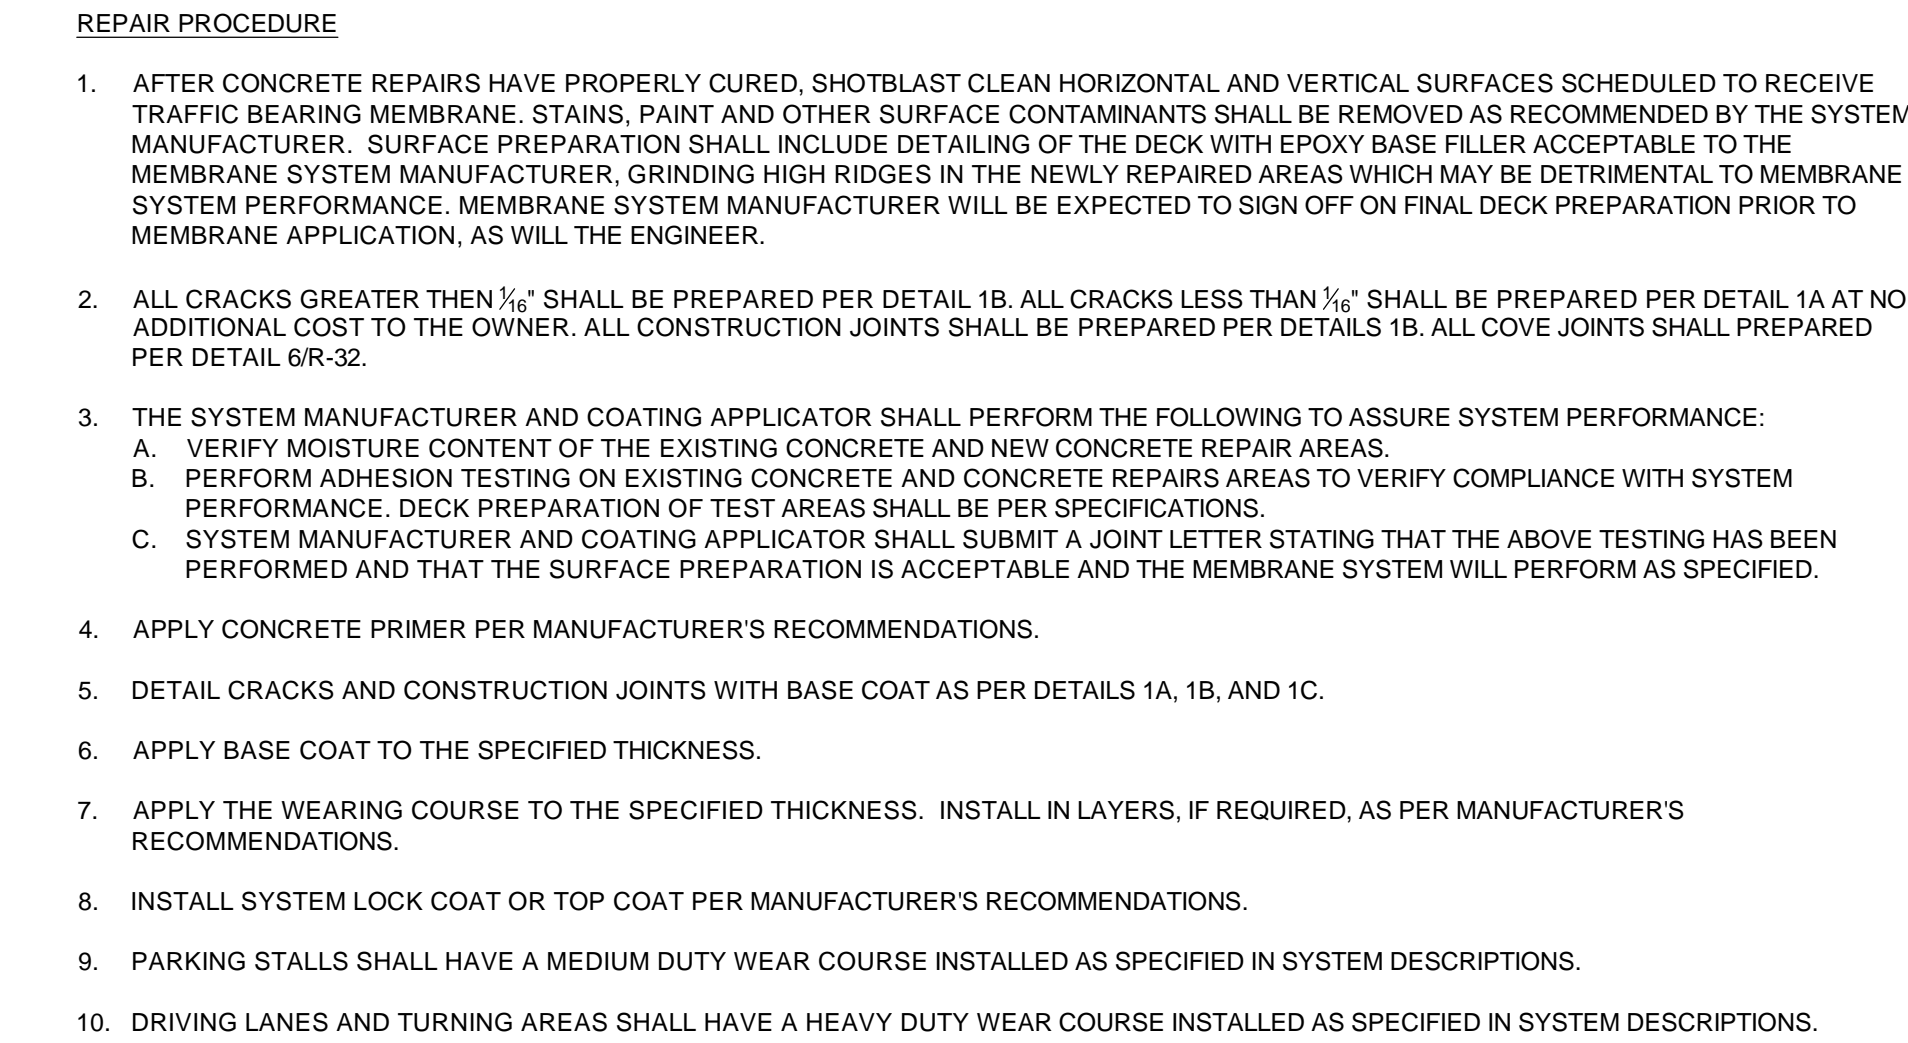 REPAIR PROCEDURE
1. AFTER CONCRETE REPAIRS HAVE PROPERLY CURED, SHOTBLAST CLEAN HORIZONTAL AND VERTICAL SURFACES SCHEDULED TO RECEIVE
TRAFFIC BEARING MEMBRANE. STAINS, PAINT AND OTHER SURFACE CONTAMINANTS SHALL BE REMOVED AS RECOMMENDED BY THE SYSTEM
MANUFACTURER. SURFACE PREPARATION SHALL INCLUDE DETAILING OF THE DECK WITH EPOXY BASE FILLER ACCEPTABLE TO THE
MEMBRANE SYSTEM MANUFACTURER, GRINDING HIGH RIDGES IN THE NEWLY REPAIRED AREAS WHICH MAY BE DETRIMENTAL TO MEMBRANE
SYSTEM PERFORMANCE. MEMBRANE SYSTEM MANUFACTURER WILL BE EXPECTED TO SIGN OFF ON FINAL DECK PREPARATION PRIOR TO
MEMBRANE APPLICATION, AS WILL THE ENGINEER.
2. ALL CRACKS GREATER THEN 1⁄16" SHALL BE PREPARED PER DETAIL 1B. ALL CRACKS LESS THAN 1⁄16" SHALL BE PREPARED PER DETAIL 1A AT NO
ADDITIONAL COST TO THE OWNER. ALL CONSTRUCTION JOINTS SHALL BE PREPARED PER DETAILS 1B. ALL COVE JOINTS SHALL PREPARED
PER DETAIL 6/R-32.
3. THE SYSTEM MANUFACTURER AND COATING APPLICATOR SHALL PERFORM THE FOLLOWING TO ASSURE SYSTEM PERFORMANCE:
A. VERIFY MOISTURE CONTENT OF THE EXISTING CONCRETE AND NEW CONCRETE REPAIR AREAS.
B. PERFORM ADHESION TESTING ON EXISTING CONCRETE AND CONCRETE REPAIRS AREAS TO VERIFY COMPLIANCE WITH SYSTEM
PERFORMANCE. DECK PREPARATION OF TEST AREAS SHALL BE PER SPECIFICATIONS.
C. SYSTEM MANUFACTURER AND COATING APPLICATOR SHALL SUBMIT A JOINT LETTER STATING THAT THE ABOVE TESTING HAS BEEN
PERFORMED AND THAT THE SURFACE PREPARATION IS ACCEPTABLE AND THE MEMBRANE SYSTEM WILL PERFORM AS SPECIFIED.
4. APPLY CONCRETE PRIMER PER MANUFACTURER'S RECOMMENDATIONS.
5. DETAIL CRACKS AND CONSTRUCTION JOINTS WITH BASE COAT AS PER DETAILS 1A, 1B, AND 1C.
6. APPLY BASE COAT TO THE SPECIFIED THICKNESS.
7. APPLY THE WEARING COURSE TO THE SPECIFIED THICKNESS. INSTALL IN LAYERS, IF REQUIRED, AS PER MANUFACTURER'S
RECOMMENDATIONS.
8. INSTALL SYSTEM LOCK COAT OR TOP COAT PER MANUFACTURER'S RECOMMENDATIONS.
9. PARKING STALLS SHALL HAVE A MEDIUM DUTY WEAR COURSE INSTALLED AS SPECIFIED IN SYSTEM DESCRIPTIONS.
10. DRIVING LANES AND TURNING AREAS SHALL HAVE A HEAVY DUTY WEAR COURSE INSTALLED AS SPECIFIED IN SYSTEM DESCRIPTIONS.